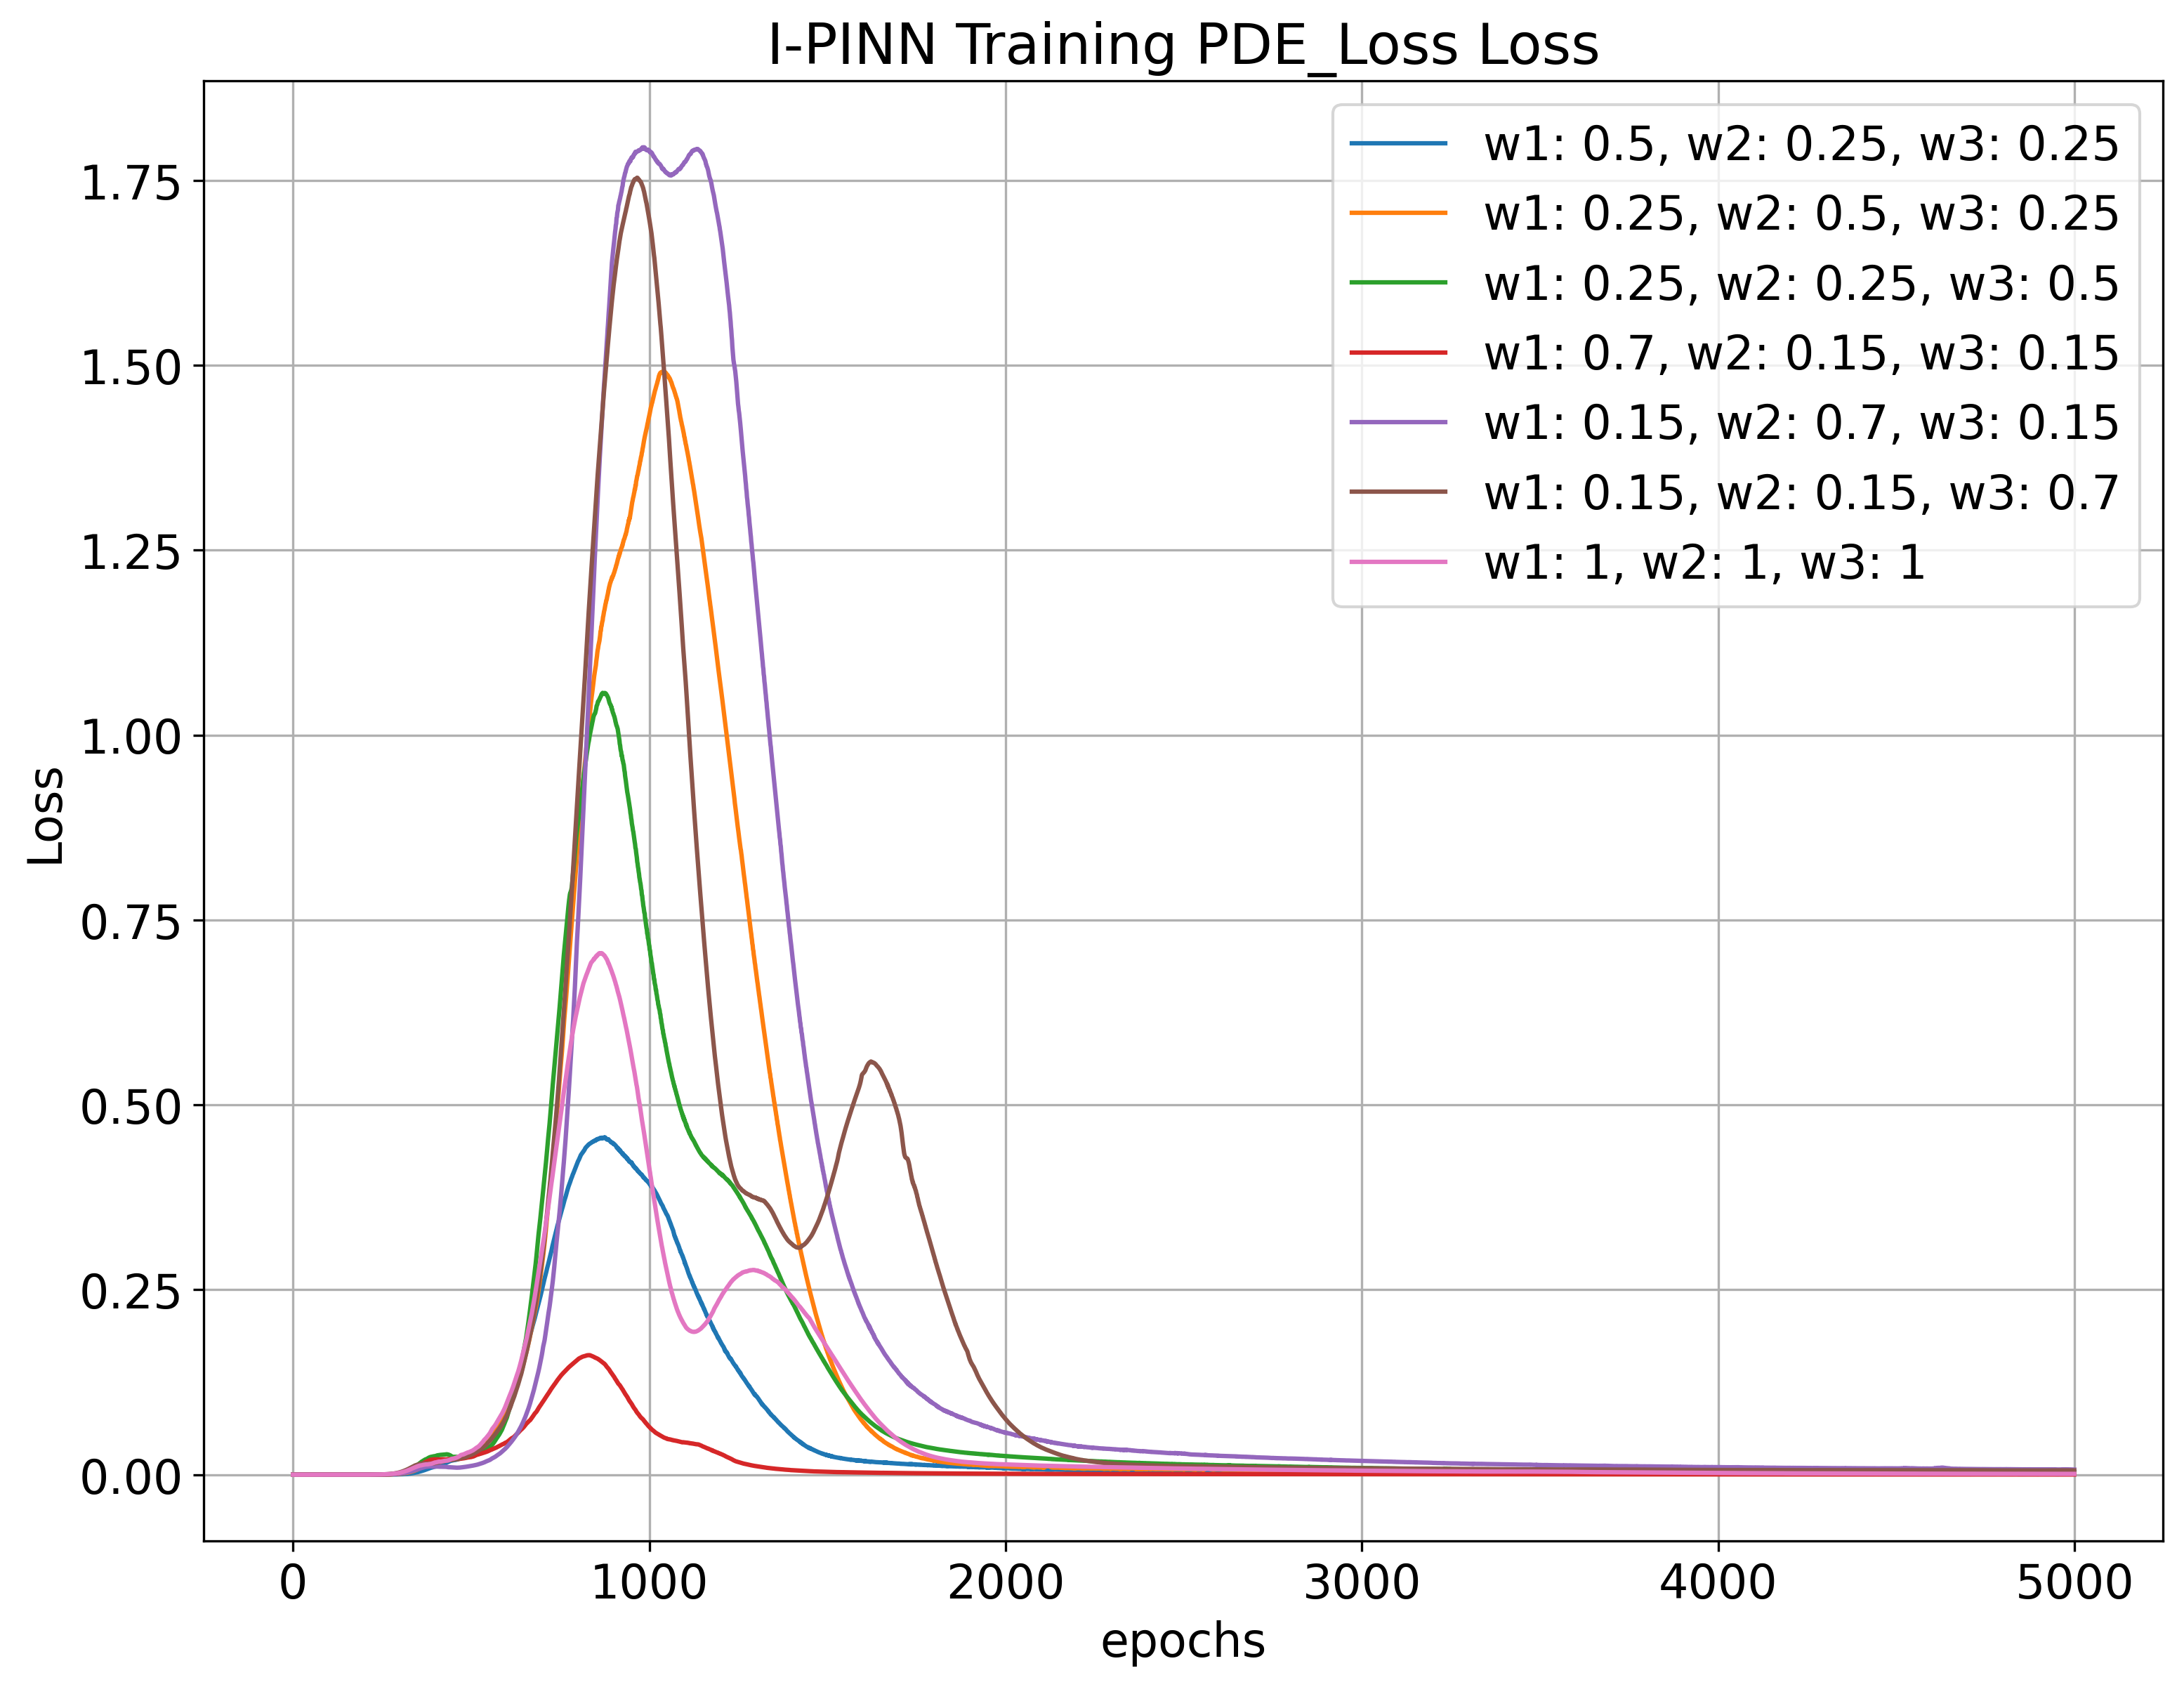 I-PINN Training PDE_Loss Loss
w1: 0.5, w2: 0.25, w3: 0.25
w1: 0.25, w2: 0.5, w3: 0.25
w1: 0.25, w2: 0.25, w3: 0.5
w1: 0.7, w2: 0.15, w3: 0.15
w1: 0.15, w2: 0.7, w3: 0.15
w1: 0.15, w2: 0.15, w3: 0.7
w1: 1, w2: 1, w3: 1
1.75
1.50
1.25
1.00
0.75
0.50
0.25
0.00
Loss
0 1000 2000 3000 4000 5000
epochs